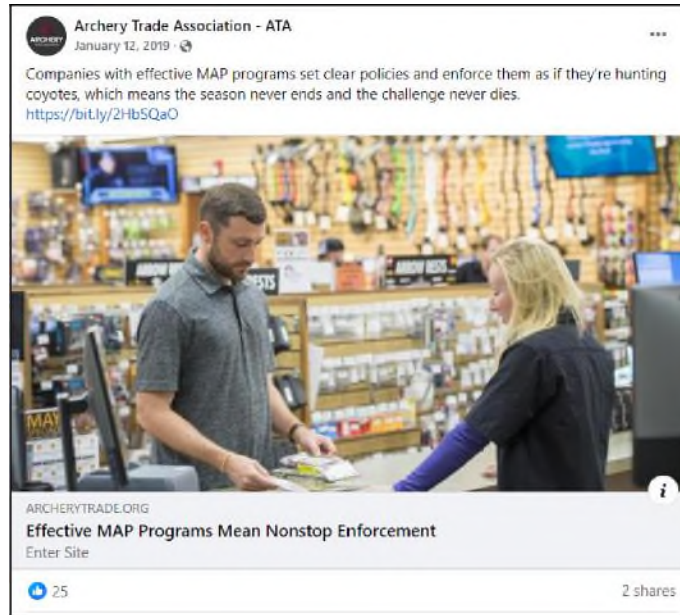 Archery Trade Association - ATA
ARCHERY
January 12, 2019 ·
Companies with effective MAP programs set clear policies and enforce them as if they're hunting
coyotes, which means the season never ends and the challenge never dies.
https://bit.ly/2HbSQaO
ARROW RESTS
ARROW RESTS
MAY
i
ARCHERYTRADE.ORG
Effective MAP Programs Mean Nonstop Enforcement
Enter Site
25
2 shares